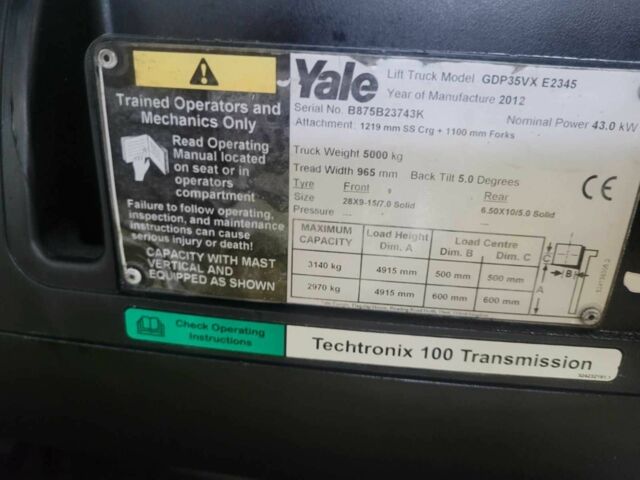 Trained Operators and
Mechanics Only
Read Operating
Manual located
on seat or in
operators
compartment
Failure to follow operating,
inspection, and maintenance
instructions can cause
serious injury or death!
CAPACITY WITH MAST
VERTICAL AND
EQUIPPED AS SHOWN
Yale
Lift Truck Model GDP35VX E2345
Year of Manufacture 2012
Serial No. B875B23743K
Nominal Power 43.0 kW
Attachment: 1219 mm SS Crg + 1100 mm Forks
Truck Weight 5000 kg
Tread Width 965 mm Back Tilt 5.0 Degrees
Tyre Front Rear
Size 28X9-15/7.0 Solid 6.50X10/5.0 Solid
Pressure ... ...
CE
MAXIMUM CAPACITY Load Height Dim. A Load Centre Dim. B Dim. C
3140 kg 4915 mm 500 mm 500 mm
2970 kg 4915 mm 600 mm 600 mm
C
B
A
Check Operating
Instructions
Techtronix 100 Transmission